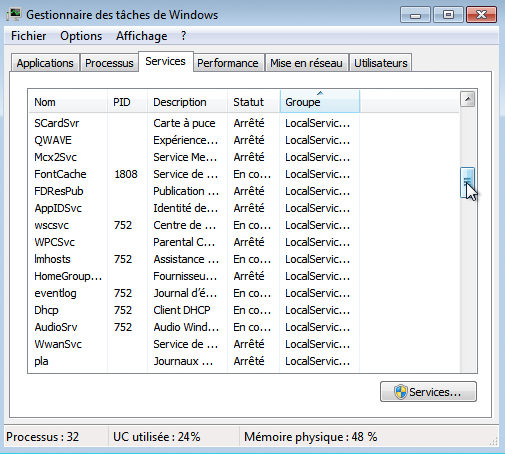 Gestionnaire des tâches de Windows
Fichier Options Affichage ?
Applications Processus Services Performance Mise en réseau Utilisateurs
Nom PID Description Statut Groupe
SCardSvr Carte à puce Arrêté LocalServic...
QWAVE Expérience... Arrêté LocalServic...
Mcx2Svc Service Me... Arrêté LocalServic...
FontCache 1808 Service de ... En co... LocalServic...
FDResPub Publication ... Arrêté LocalServic...
AppIDSvc Identité de... Arrêté LocalServic...
wscsvc 752 Centre de ... En co... LocalServic...
WPCSvc Parental C... Arrêté LocalServic...
lmhosts 752 Assistance ... En co... LocalServic...
HomeGroup... Fournisseu... Arrêté LocalServic...
eventlog 752 Journal d'é... En co... LocalServic...
Dhcp 752 Client DHCP En co... LocalServic...
AudioSrv 752 Audio Wind... En co... LocalServic...
WwanSvc Service de ... Arrêté LocalServic...
pla Journaux ... Arrêté LocalServic...
Services...
Processus : 32 UC utilisée : 24% Mémoire physique : 48 %